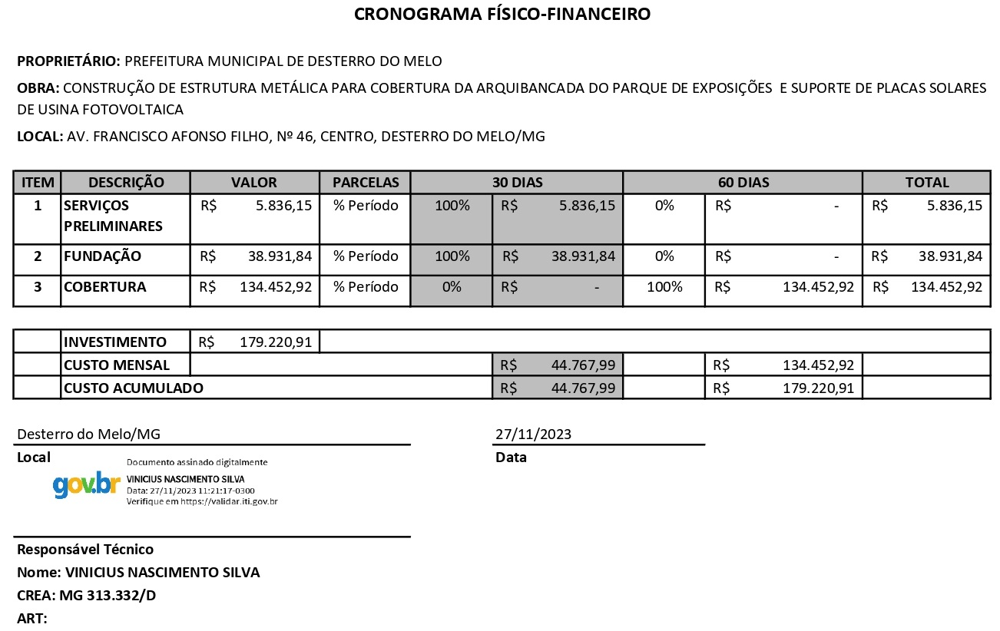 CRONOGRAMA FÍSICO-FINANCEIRO
PROPRIETÁRIO: PREFEITURA MUNICIPAL DE DESTERRO DO MELO
OBRA: CONSTRUÇÃO DE ESTRUTURA METÁLICA PARA COBERTURA DA ARQUIBANCADA DO PARQUE DE EXPOSIÇÕES E SUPORTE DE PLACAS SOLARES
DE USINA FOTOVOLTAICA
LOCAL: AV. FRANCISCO AFONSO FILHO, Nº 46, CENTRO, DESTERRO DO MELO/MG
ITEM DESCRIÇÃO VALOR PARCELAS 30 DIAS 60 DIAS TOTAL
1 SERVIÇOS R$ 5.836,15 % Período 100% R$ 5.836,15 0% R$ - R$ 5.836,15
PRELIMINARES
2 FUNDAÇÃO R$ 38.931,84 % Período 100% R$ 38.931,84 0% R$ - R$ 38.931,84
3 COBERTURA R$ 134.452,92 % Período 0% R$ - 100% R$ 134.452,92 R$ 134.452,92
INVESTIMENTO R$ 179.220,91
CUSTO MENSAL R$ 44.767,99 R$ 134.452,92
CUSTO ACUMULADO R$ 44.767,99 R$ 179.220,91
Desterro do Melo/MG 27/11/2023
Local Data
Documento assinado digitalmente
gov.br VINICIUS NASCIMENTO SILVA
Data: 27/11/2023 11:21:17-0300
Verifique em https://validar.iti.gov.br
Responsável Técnico
Nome: VINICIUS NASCIMENTO SILVA
CREA: MG 313.332/D
ART: